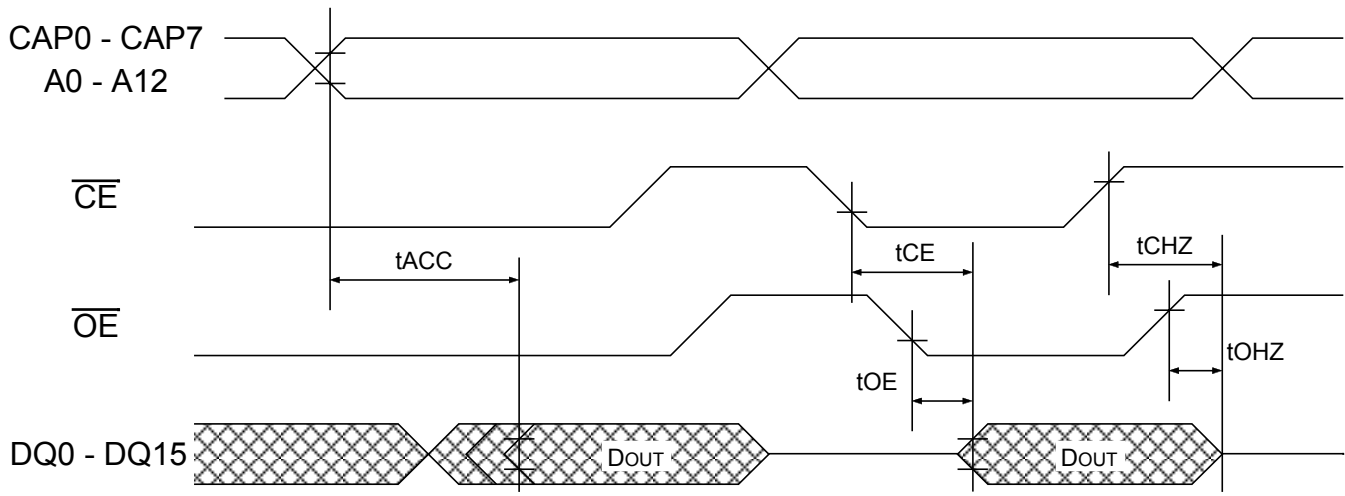 CAP0 - CAP7
A0 - A12
CE
tACC
tCE
tCHZ
OE
tOE
tOHZ
DQ0 - DQ15
DOUT
DOUT